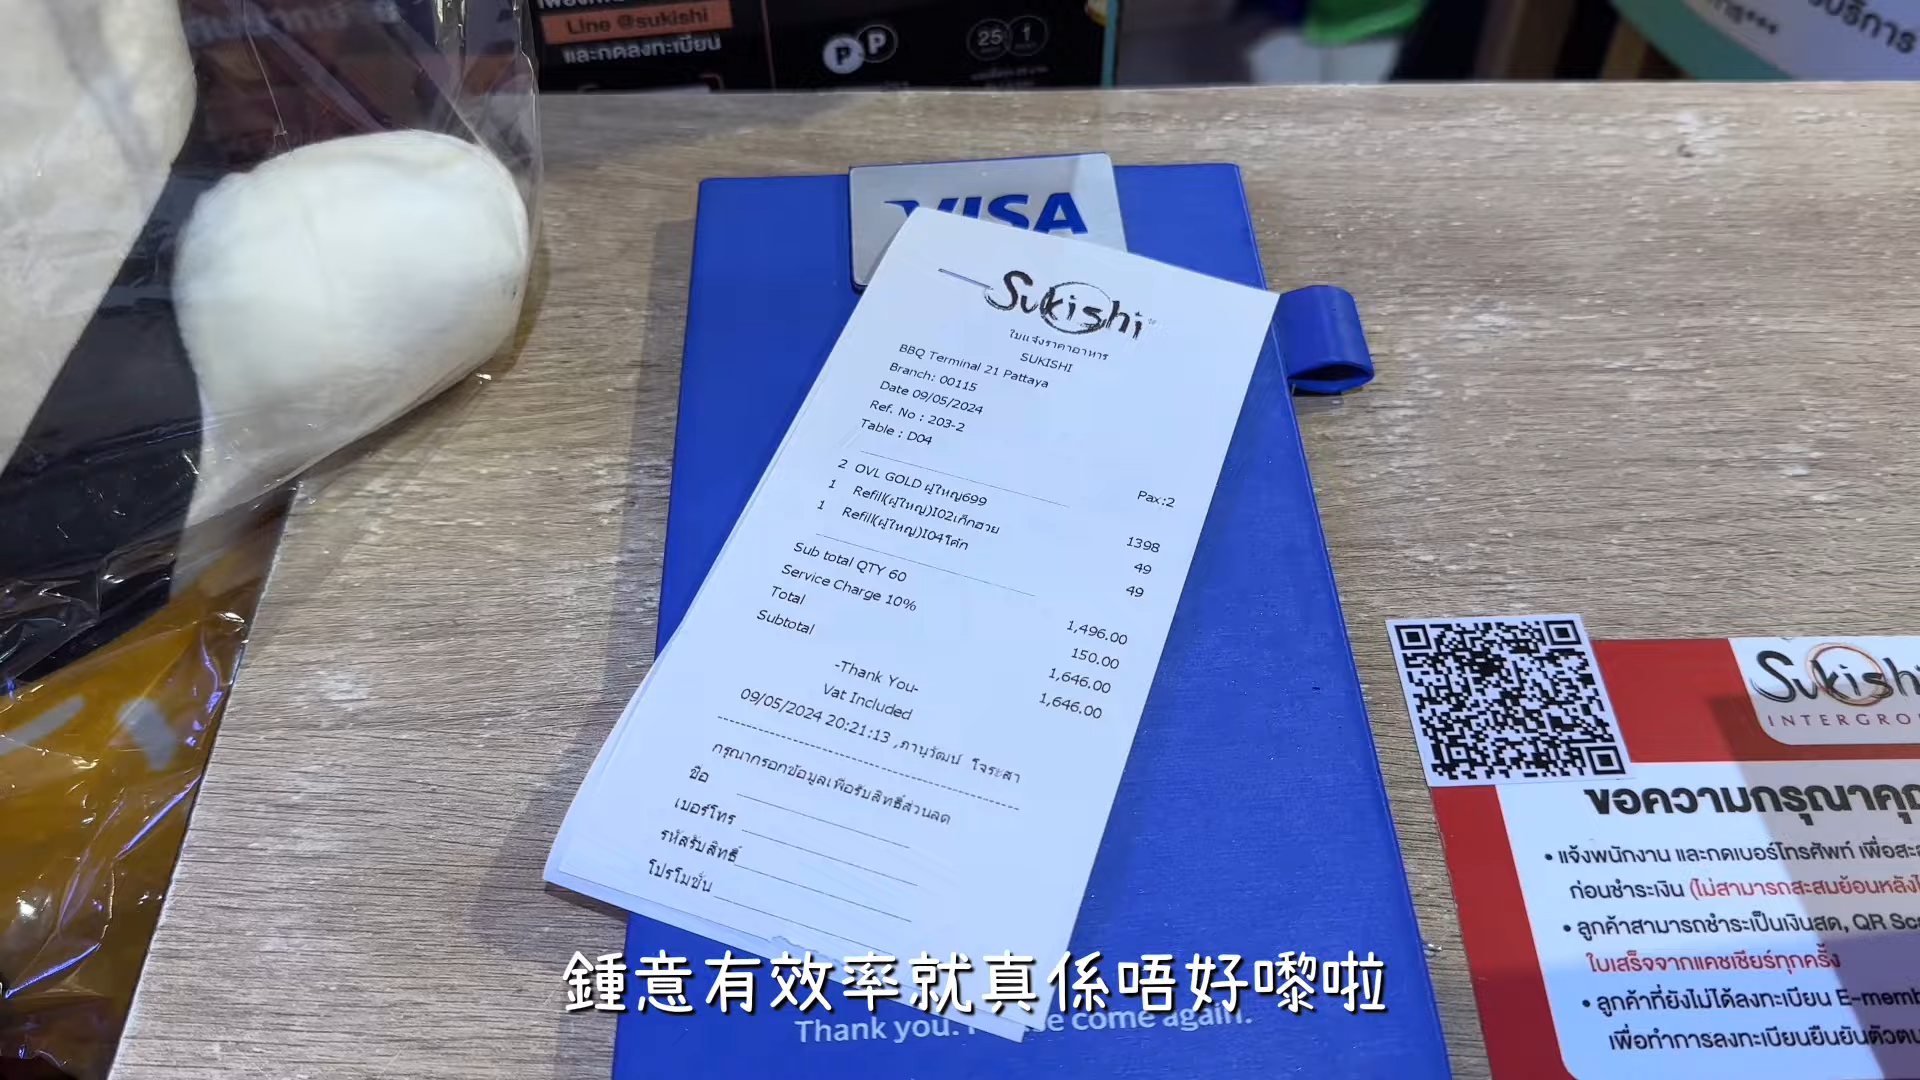 Line @sukishi
และกดลงทะเบียน
P P
25 1
VISA
Sukishi
ใบแจ้งราคาอาหาร
SUKISHI
BBQ Terminal 21 Pattaya
Branch: 00115
Date 09/05/2024
Ref. No : 203-2
Table : D04
Pax:2
2 OVL GOLD ผู้ใหญ่699 1398
1 Refill(ผู้ใหญ่)I02เก็กฮวย 49
1 Refill(ผู้ใหญ่)I04โค้ก 49
Sub total QTY 60 1,496.00
Service Charge 10% 150.00
Total 1,646.00
Subtotal 1,646.00
-Thank You-
Vat Included
09/05/2024 20:21:13 ,ภานุวัฒน์ โจระสา
กรุณากรอกข้อมูลเพื่อรับสิทธิ์ส่วนลด
ชื่อ
เบอร์โทร
รหัสรับสิทธิ์
โปรโมชั่น
Thank you. come again.
Sukishi
INTERGRO
ขอความกรุณาคุณ
• แจ้งพนักงาน และกดเบอร์โทรศัพท์ เพื่อสะส
ก่อนชำระเงิน (ไม่สามารถสะสมย้อนหลังไ
• ลูกค้าสามารถชำระเป็นเงินสด, QR Sc
ใบเสร็จจากแคชเชียร์ทุกครั้ง
• ลูกค้าที่ยังไม่ได้ลงทะเบียน E-memb
เพื่อทำการลงทะเบียนยืนยันตัวตน
鍾意有效率就真係唔好嚟啦